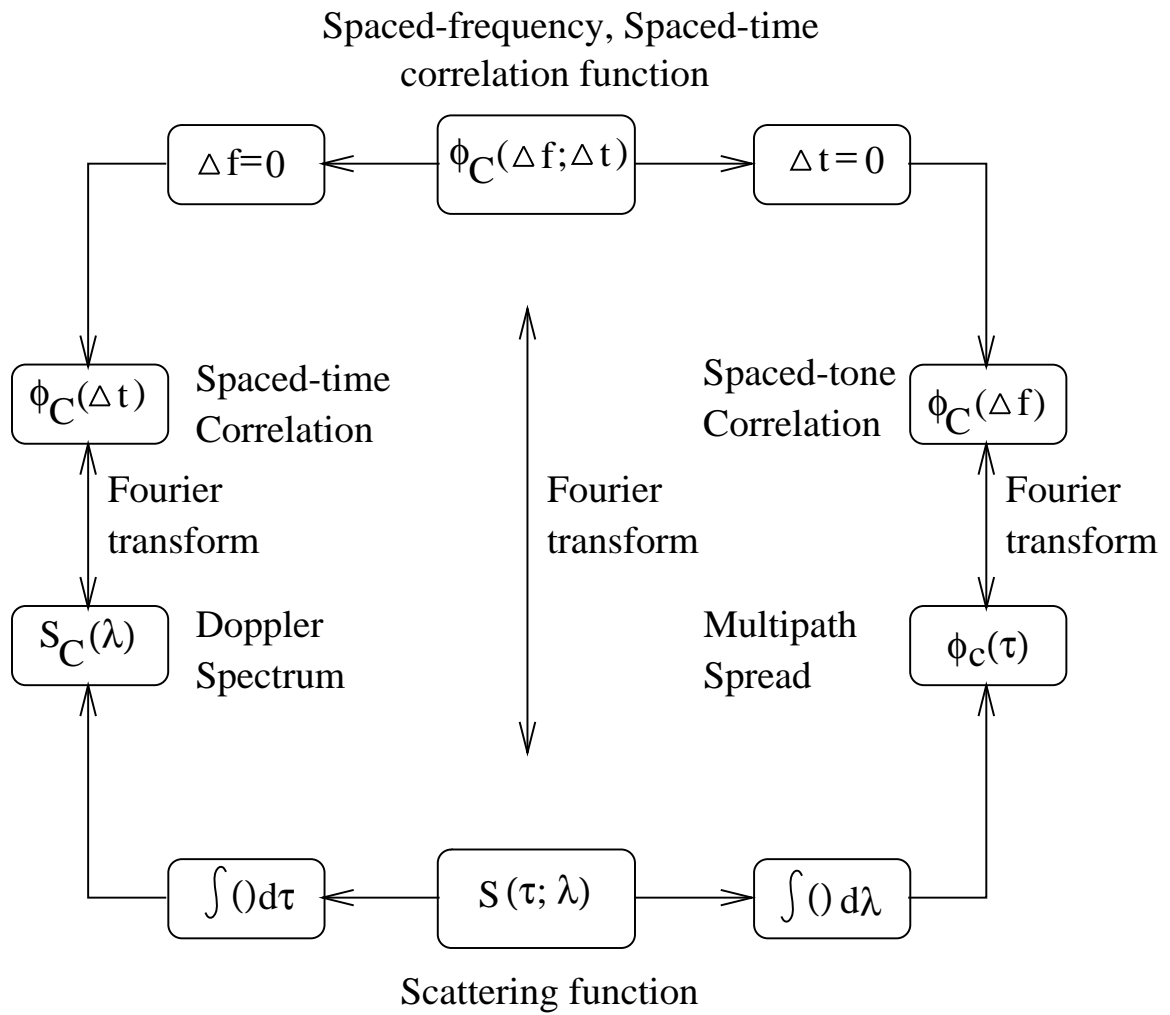 Spaced-frequency, Spaced-time
correlation function
△f=0
ϕC(△f;△t)
△t=0
ϕC(△t)
Spaced-time
Correlation
Spaced-tone
Correlation
ϕC(△f)
Fourier
transform
Fourier
transform
Fourier
transform
SC(λ)
Doppler
Spectrum
Multipath
Spread
ϕc(τ)
∫()dτ
S(τ; λ)
∫() dλ
Scattering function